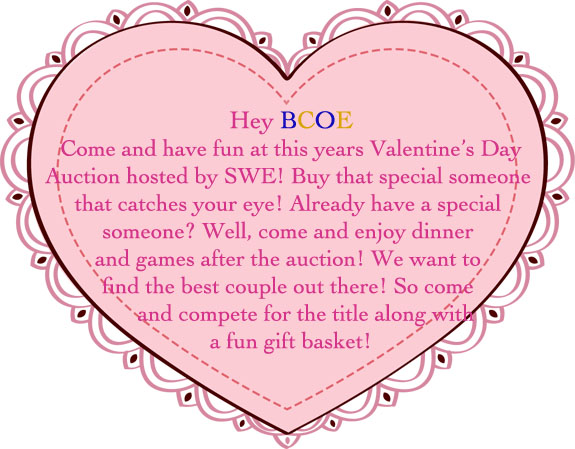 Hey BCOE
Come and have fun at this years Valentine's Day
Auction hosted by SWE! Buy that special someone
that catches your eye! Already have a special
someone? Well, come and enjoy dinner
and games after the auction! We want to
find the best couple out there! So come
and compete for the title along with
a fun gift basket!